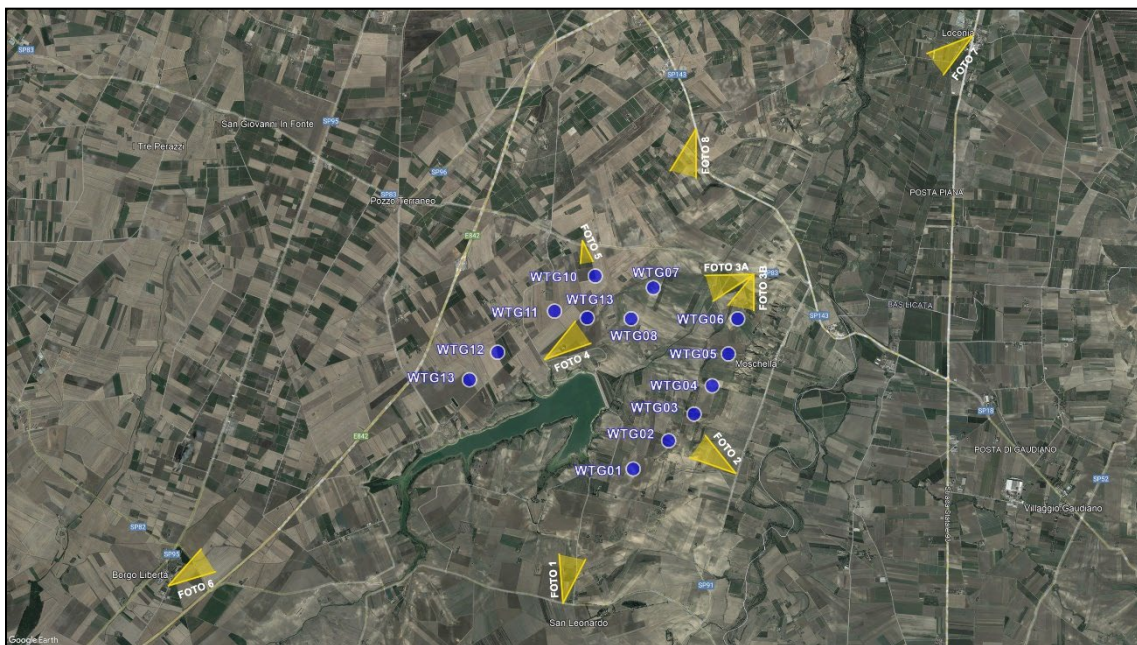 SP83
Loconia
FOTO 7
SP143
San Giovanni In Fonte
SP95
I Tre Perazzi
FOTO 8
SP96
SP83
Pozzo Terraneo
POSTA PIANA
E842
FOTO 5
WTG10
WTG07
FOTO 3A
FOTO 3B
SP83
WTG11
WTG13
WTG08
WTG06
BASILICATA
SP143
WTG12
FOTO 4
WTG05
Moschella
WTG13
WTG04
WTG03
SP18
E842
WTG02
FOTO 2
POSTA DI GAUDIANO
WTG01
SP52
Villaggio Gaudiano
SP82
SP95
Borgo Libertà
FOTO 6
FOTO 1
SP91
San Leonardo
Google Earth